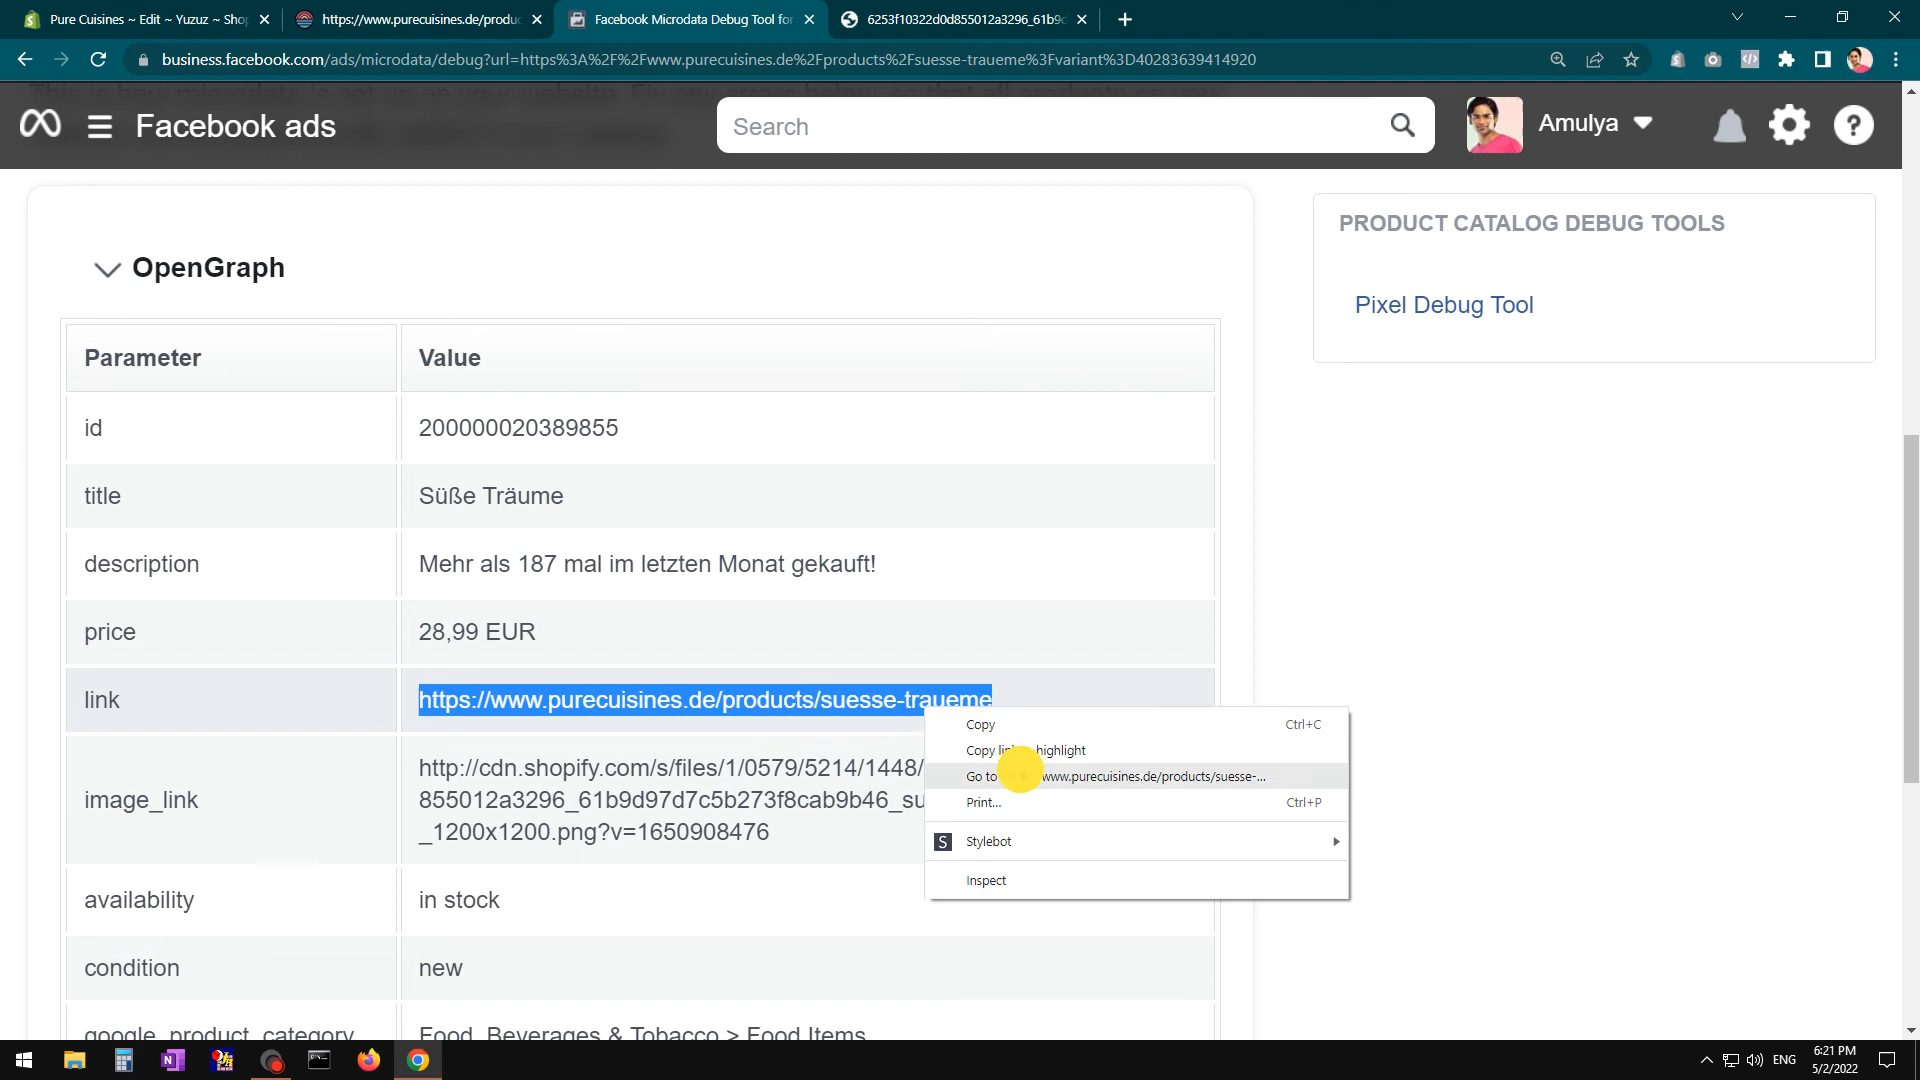 Pure Cuisines ~ Edit ~ Yuzuz ~ Shop
https://www.purecuisines.de/produc
Facebook Microdata Debug Tool for
6253f10322d0d855012a3296_61b9d
business.facebook.com/ads/microdata/debug?url=https%3A%2F%2Fwww.purecuisines.de%2Fproducts%2Fsuesse-traueme%3Fvariant%3D40283639414920
Facebook ads
Search
Amulya
OpenGraph
PRODUCT CATALOG DEBUG TOOLS
Pixel Debug Tool
Parameter Value
id 200000020389855
title Süße Träume
description Mehr als 187 mal im letzten Monat gekauft!
price 28,99 EUR
link https://www.purecuisines.de/products/suesse-traueme
image_link http://cdn.shopify.com/s/files/1/0579/5214/1448/
855012a3296_61b9d97d7c5b273f8cab9b46_su
_1200x1200.png?v=1650908476
availability in stock
condition new
google_product_category Food, Beverages & Tobacco > Food Items
Copy Ctrl+C
Copy highlight
Go to www.purecuisines.de/products/suesse-...
Print... Ctrl+P
S Stylebot
Inspect
ENG
6:21 PM
5/2/2022